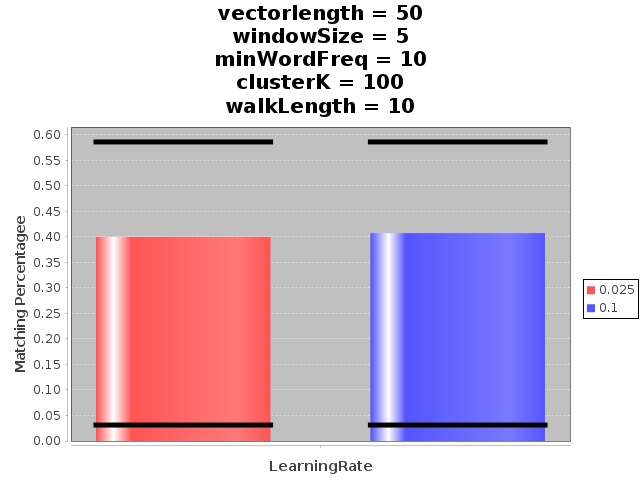 vectorlength = 50
windowSize = 5
minWordFreq = 10
clusterK = 100
walkLength = 10
Matching Percentagee
0.60
0.55
0.50
0.45
0.40
0.35
0.30
0.25
0.20
0.15
0.10
0.05
0.00
LearningRate
0.025
0.1